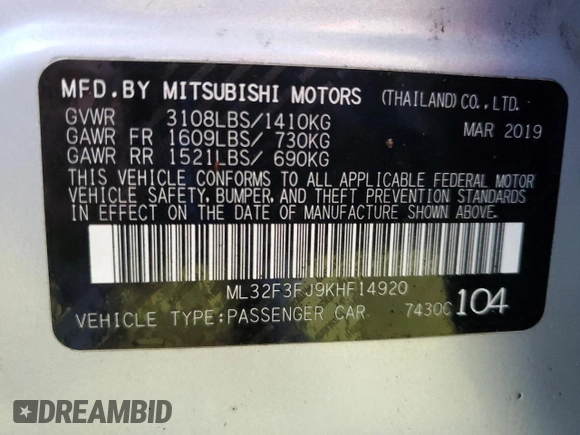 MFD.BY MITSUBISHI MOTORS (THAILAND)CO.,LTD.
GVWR 3108LBS/1410KG MAR 2019
GAWR FR 1609LBS/ 730KG
GAWR RR 1521LBS/ 690KG
THIS VEHICLE CONFORMS TO ALL APPLICABLE FEDERAL MOTOR
VEHICLE SAFETY, BUMPER, AND THEFT PREVENTION STANDARDS
IN EFFECT ON THE DATE OF MANUFACTURE SHOWN ABOVE.
ML32F3FJ9KHF14920
VEHICLE TYPE:PASSENGER CAR 7430C104
DREAMBID